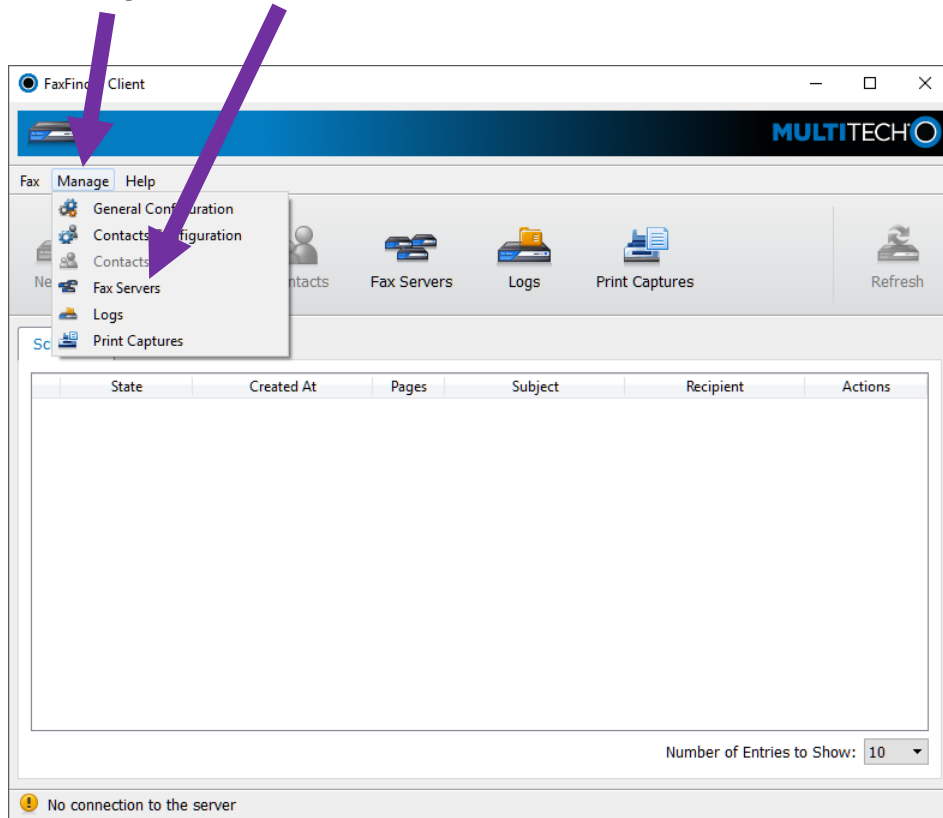 Client
MULTITECH
Fax Manage Help
General Configuration
Contacts
Contacts
Fax Servers
Logs
Print Captures
Fax Servers
Logs
Print Captures
Refresh
State Created At Pages Subject Recipient Actions
Number of Entries to Show: 10
No connection to the server